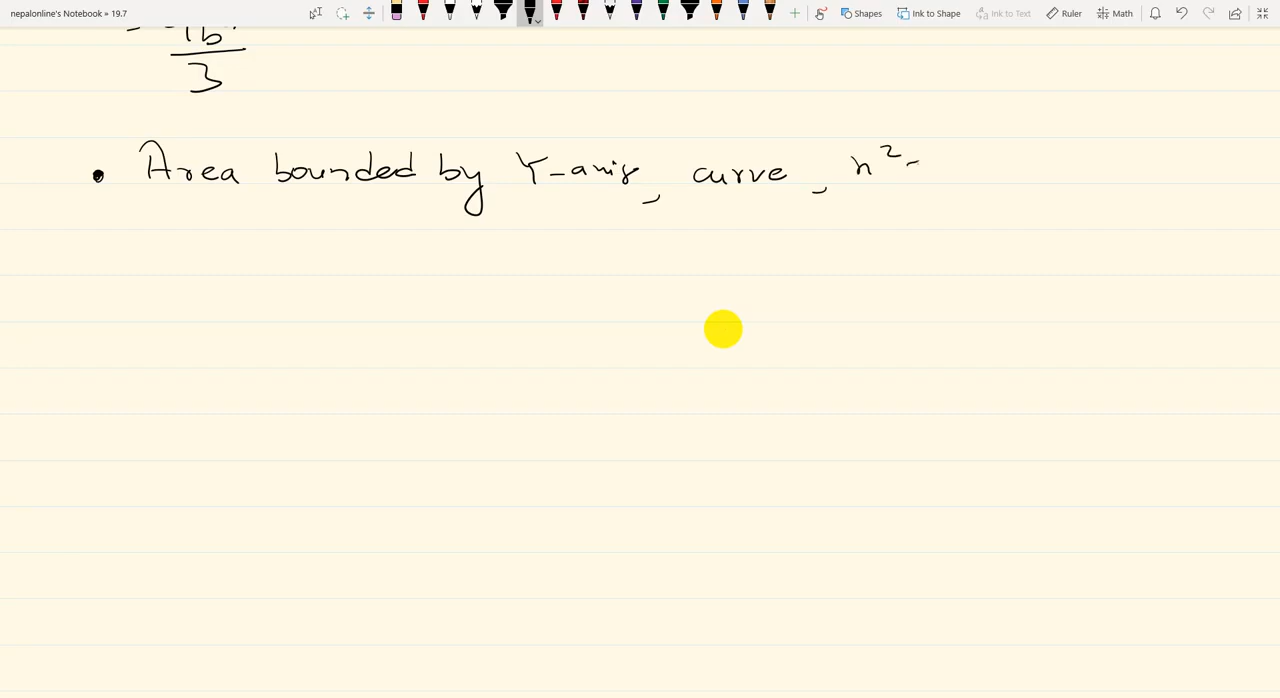 nepalonline's Notebook » 19.7
Shapes Ink to Shape Ink to Text Ruler Math
3
• Area bounded by Y-axis, curve, x² -